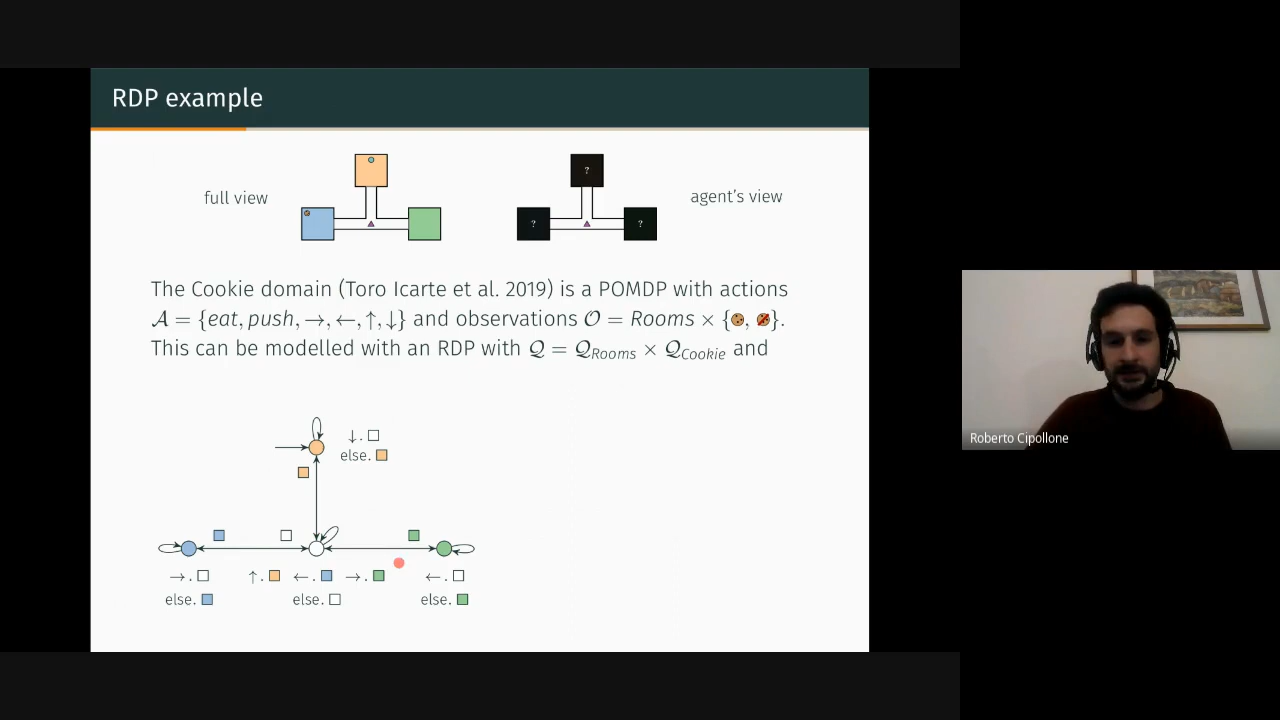 RDP example
full view
? 
agent's view
? ?
The Cookie domain (Toro Icarte et al. 2019) is a POMDP with actions
𝒜 = {eat, push, →, ←, ↑, ↓} and observations 𝒪 = Rooms × { , }.
This can be modelled with an RDP with 𝒬 = 𝒬Rooms × 𝒬Cookie and
↓. □
else.
→. □ ↑. ←. →. ←. □
else. else. □ else.
Roberto Cipollone